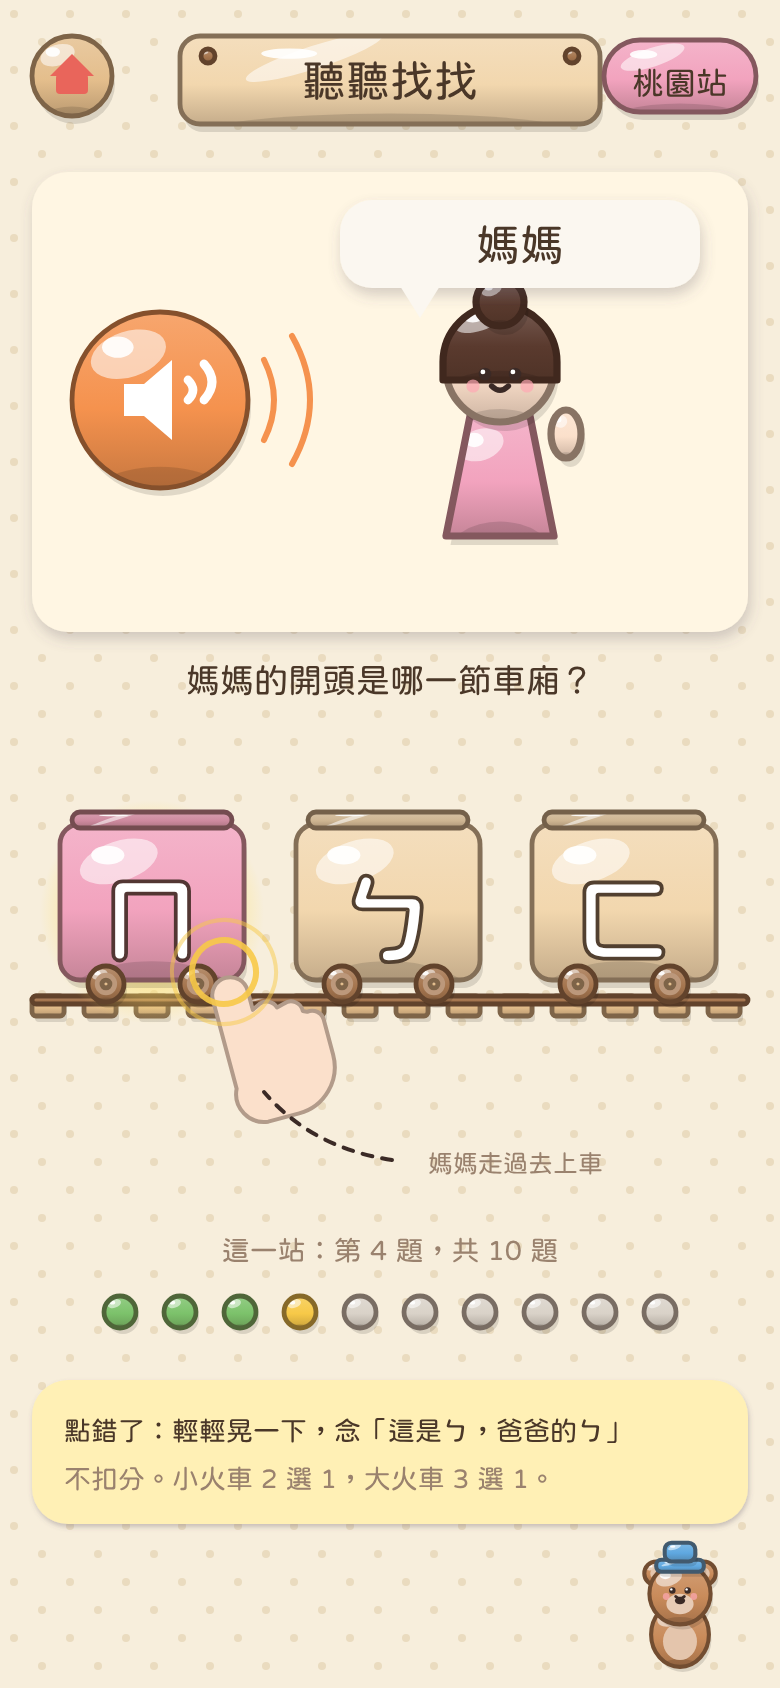 聽聽找找
桃園站
媽媽
媽媽的開頭是哪一節車廂？
ㄇ ㄅ ㄈ
媽媽走過去上車
這一站：第 4 題，共 10 題
點錯了：輕輕晃一下，念「這是ㄅ，爸爸的ㄅ」
不扣分。小火車 2 選 1，大火車 3 選 1。